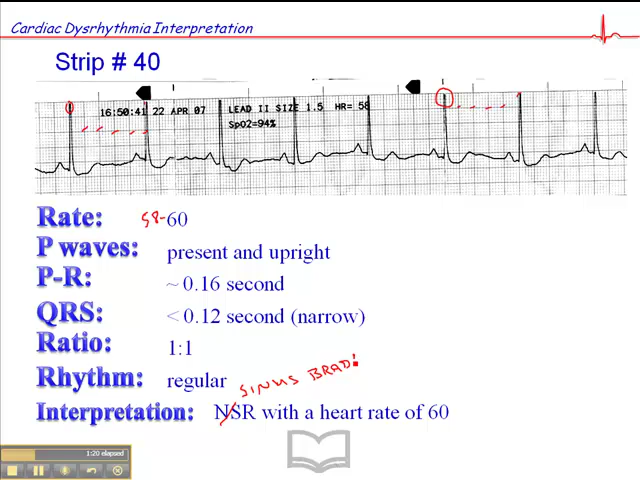 Cardiac Dysrhythmia Interpretation
Strip # 40
16:50:41 22 APR 07 LEAD II SIZE 1.5 HR= 58
SpO2=94%
Rate: 58-60
P waves: present and upright
P-R: ~ 0.16 second
QRS: < 0.12 second (narrow)
Ratio: 1:1
Rhythm: regular
SINUS BRADI
Interpretation: NSR with a heart rate of 60
1:20 elapsed